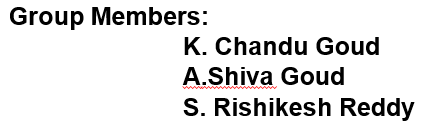 Group Members:
K. Chandu Goud
A.Shiva Goud
S. Rishikesh Reddy